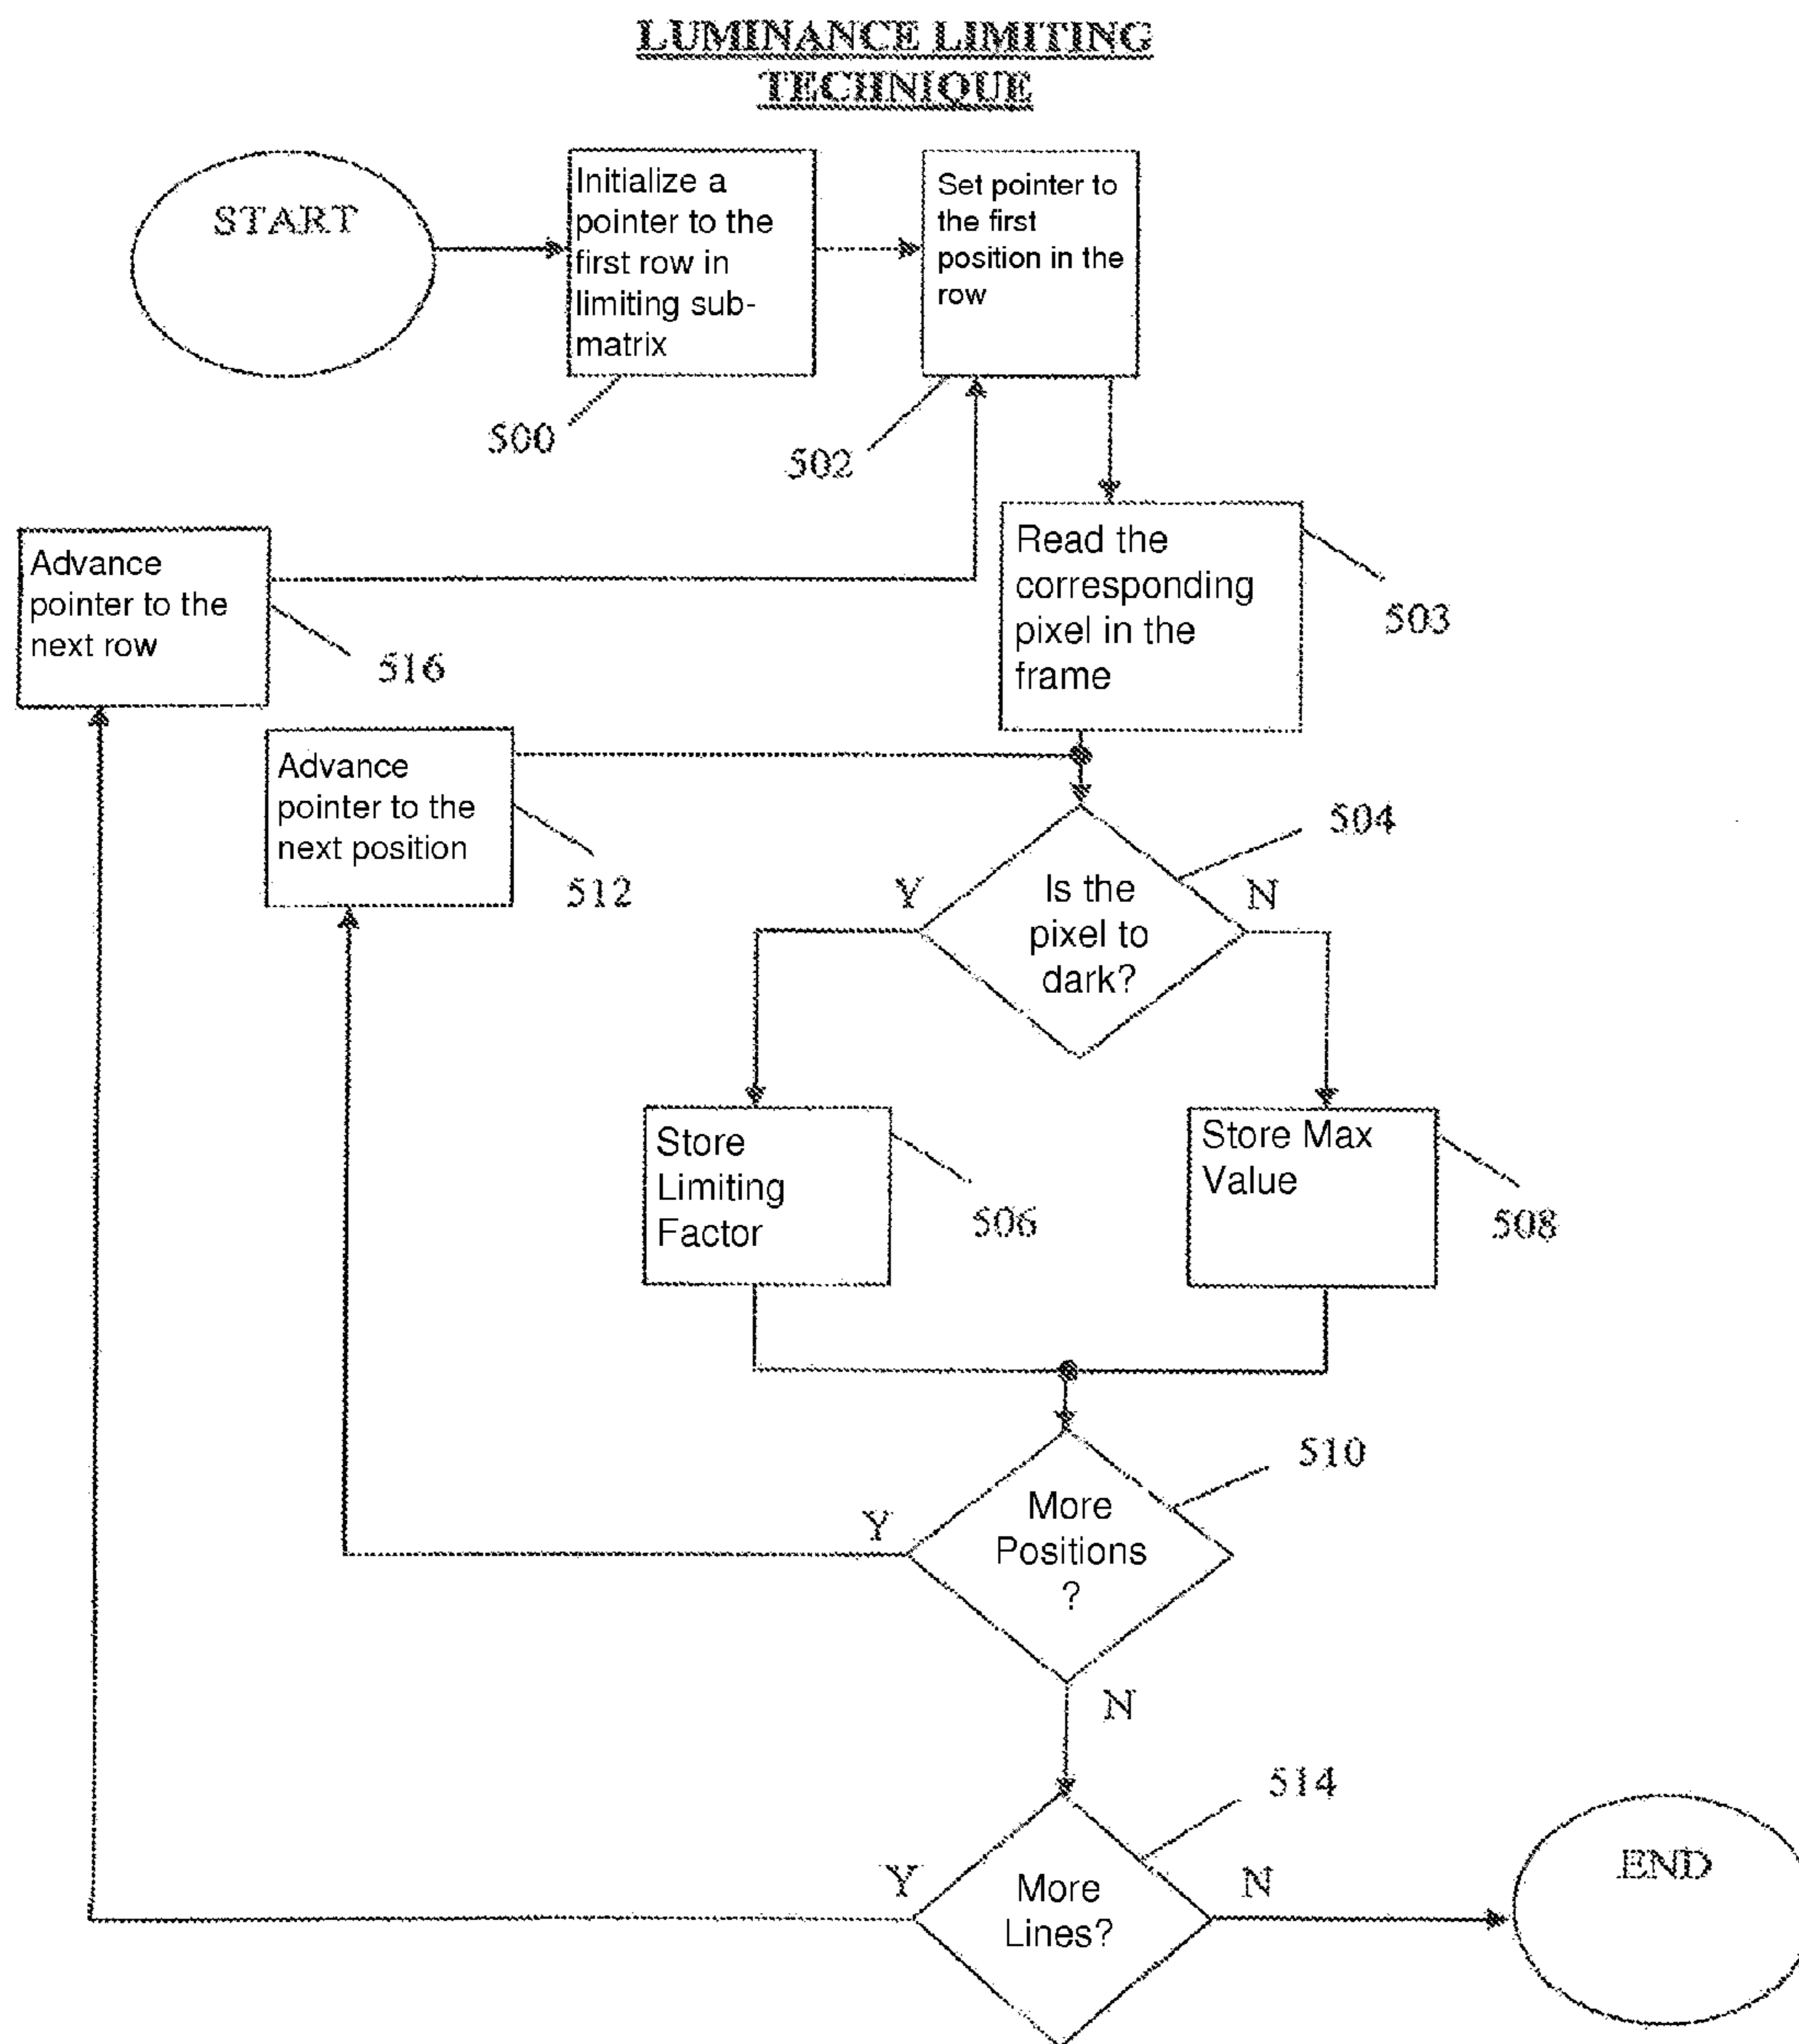 LUMINANCE LIMITING
TECHNIQUE
START
Initialize a
pointer to the
first row in
limiting sub-
matrix
500
Set pointer to
the first
position in the
row
502
Read the
corresponding
pixel in the
frame
503
Advance
pointer to the
next row
516
Advance
pointer to the
next position
512
504
Y
Is the
pixel to
dark?
N
Store
Limiting
Factor
506
Store Max
Value
508
510
Y
More
Positions
?
N
514
Y
More
Lines?
N
END